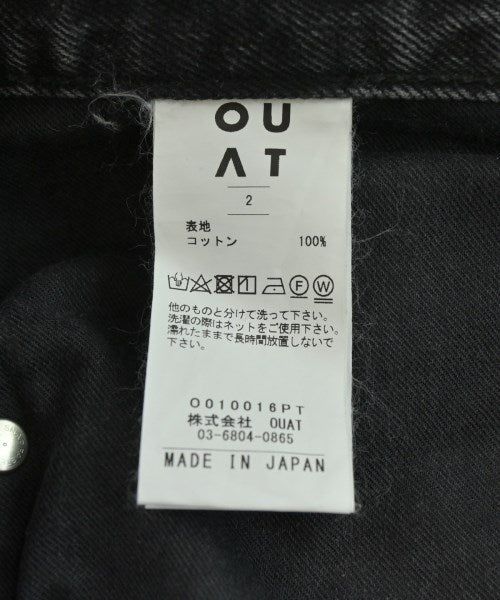 OU
AT
2
表地
コットン 100%
F W
他のものと分けて洗って下さい。
洗濯の際はネットをご使用下さい。
濡れたままで長時間放置しないで
下さい。
OO10016PT
株式会社 OUAT
03-6804-0865
MADE IN JAPAN